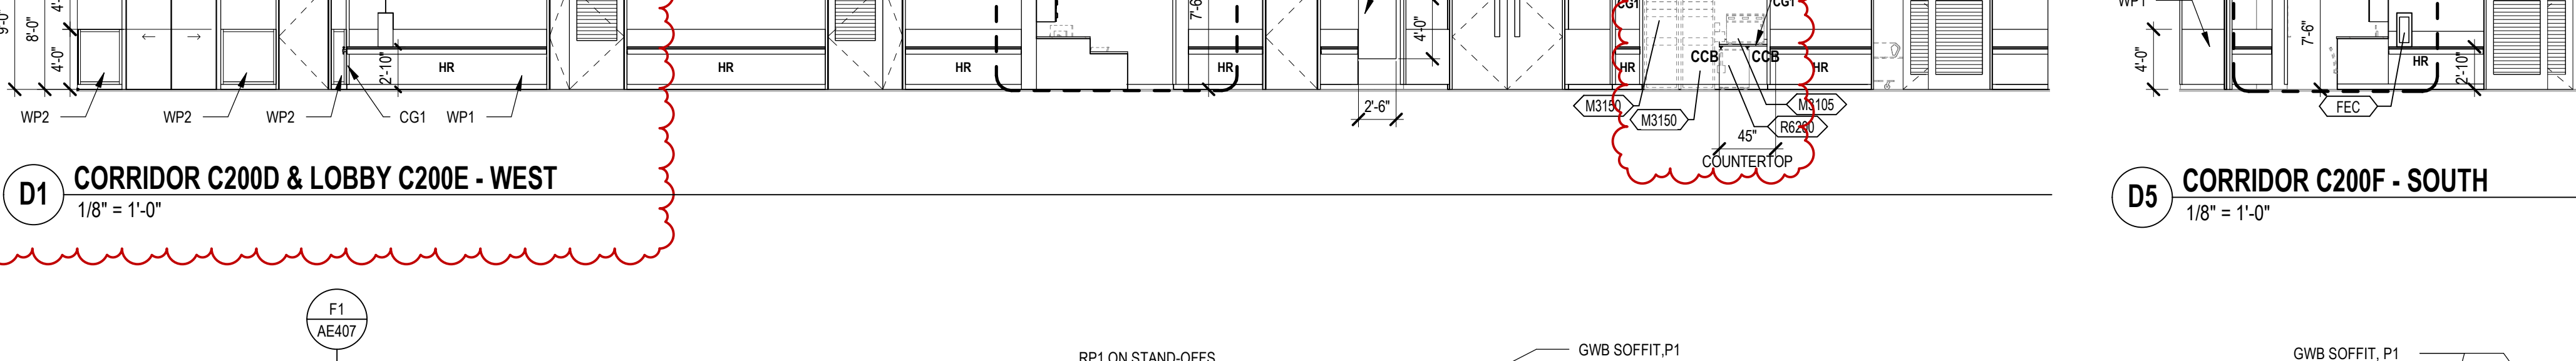 9'-0"
8'-0"
4'-0"
4'-
2'-10"
HR
HR
HR
7'-6
HR
4'-0"
CG1
CG1
HR
CCB
CCB
HR
WP1
4'-0"
7'-6"
HR
2'-10"
WP2
WP2
WP2
CG1
WP1
2'-6"
M3150
M3150
M3105
R6200
45"
COUNTERTOP
FEC
D1
CORRIDOR C200D & LOBBY C200E - WEST
1/8" = 1'-0"
D5
CORRIDOR C200F - SOUTH
1/8" = 1'-0"
F1
AE407
RP1 ON STAND-OFFS
GWB SOFFIT,P1
GWB SOFFIT, P1